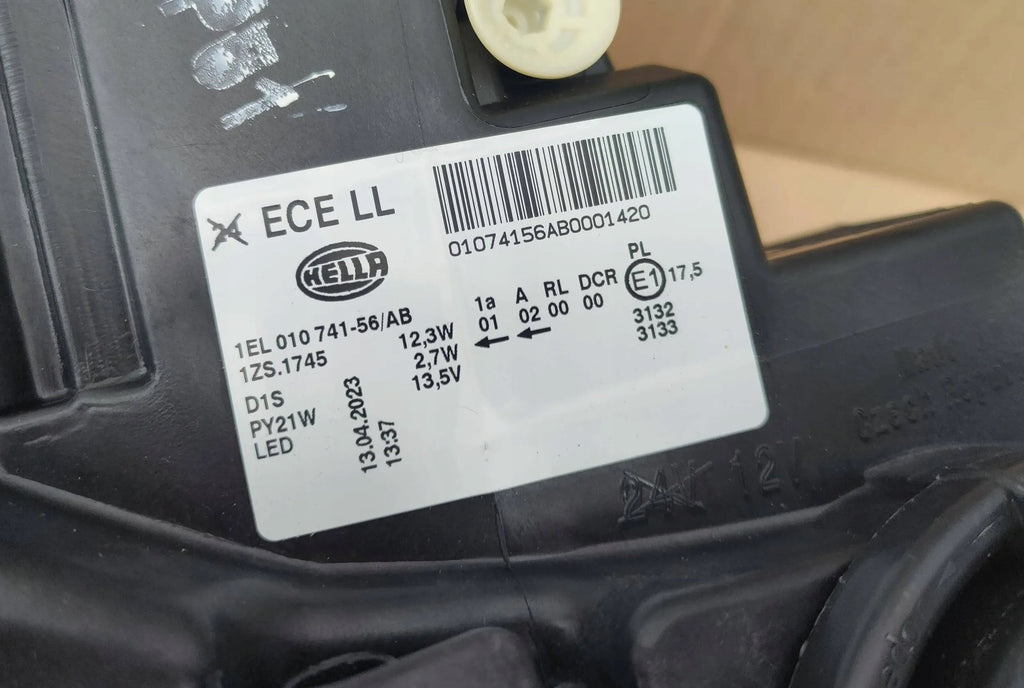 ECE LL
01074156AB0001420
HELLA
1EL 010 741-56/AB
1ZS.1745
12,3W
2,7W
13,5V
D1S
PY21W
LED
13.04.2023
13:37
1a A RL DCR PL
01 02 00 00 E1 17,5
3132
3133
24V 12V